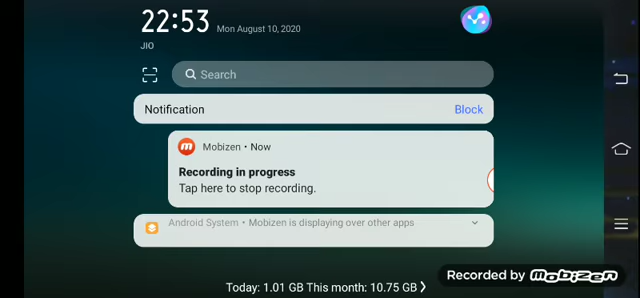 22:53 Mon August 10, 2020
JIO
Search
Notification Block
Mobizen • Now
Recording in progress
Tap here to stop recording.
Android System • Mobizen is displaying over other apps
Today: 1.01 GB This month: 10.75 GB
Recorded by mobizen